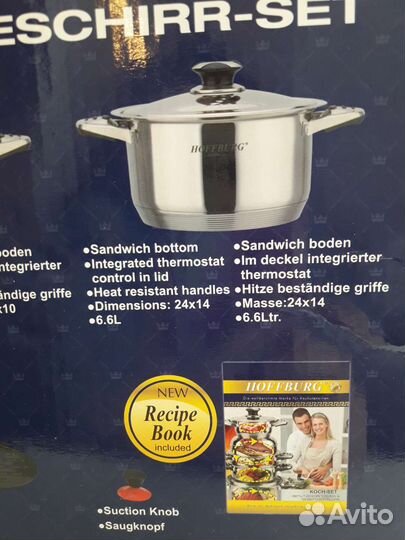 ESCHIRR-SET
HOFFBURG®
oden
ntegrierter
ändige griffe
x10
•Sandwich bottom
•Integrated thermostat
control in lid
•Heat resistant handles
•Dimensions: 24x14
•6.6L
•Sandwich boden
•Im deckel integrierter
thermostat
•Hitze beständige griffe
•Masse:24x14
•6.6Ltr.
NEW
Recipe
Book
included
HOFFBURG
KOCH-SET
•Suction Knob
•Saugknopf
Avito